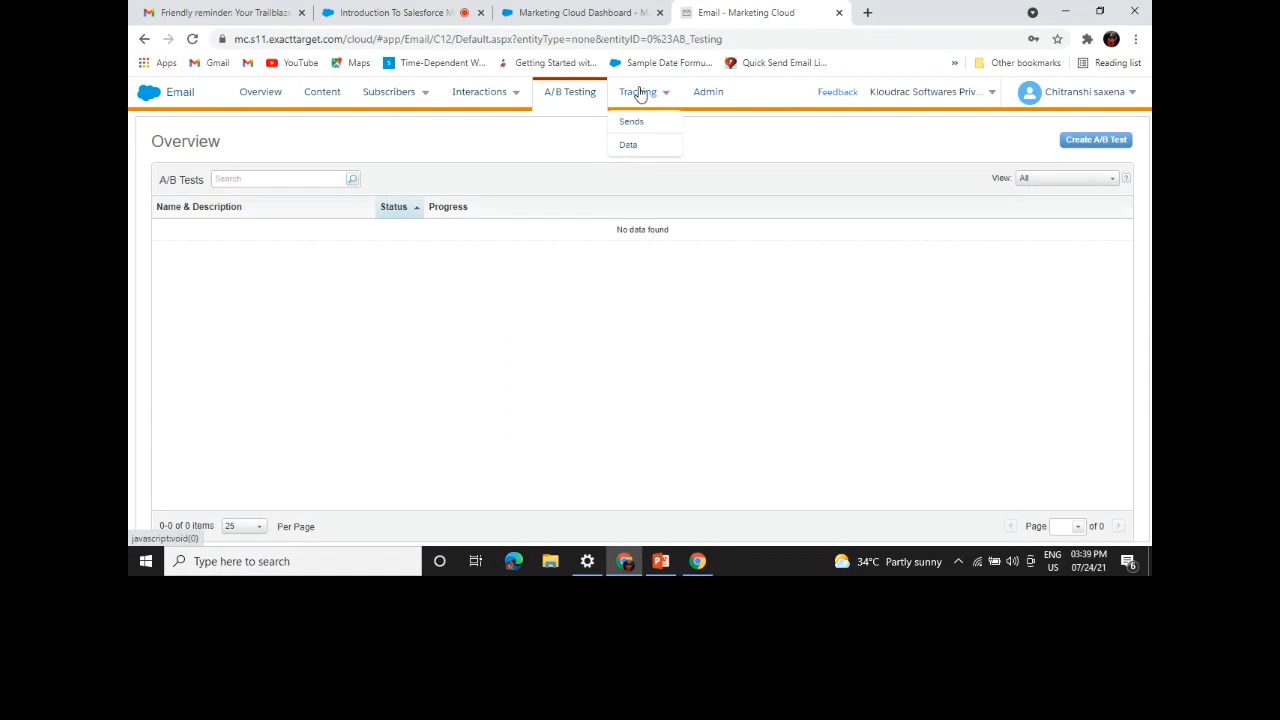 Friendly reminden Your Trailblaze
Introduction To Salesforce M
Marketing Cloud Dashboard - M
Email - Marketing Cloud
mc.s11.exacttarget.com/cloud/#app/Email/C12/Default.aspx?entityType=none&entityID=0%23AB_Testing
Apps
Gmail
YouTube
Maps
Time-Dependent W...
Getting Started wit...
Sample Date Formu...
Quick Send Email Li...
»
Other bookmarks
Reading list
Email
Overview
Content
Subscribers
Interactions
A/B Testing
Tracking
Admin
Feedback
Kloudrac Softwares Priv...
Chitranshi saxena
Sends
Data
Overview
Create A/B Test
A/B Tests
Search
View:
All
?
Name & Description
Status
Progress
No data found
0-0 of 0 items
25
Per Page
Page
of 0
javascript:void(0)
Type here to search
34°C Partly sunny
ENG
US
03:39 PM
07/24/21
6